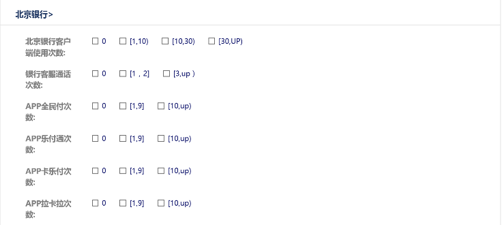 北京银行>
北京银行客户端使用次数: 0 [1,10) [10,30) [30,UP)
银行客服通话次数: 0 [1 , 2] [3,up )
APP全民付次数: 0 [1,9] [10,up)
APP乐付通次数: 0 [1,9] [10,up)
APP卡乐付次数: 0 [1,9] [10,up)
APP拉卡拉次数: 0 [1,9] [10,up)